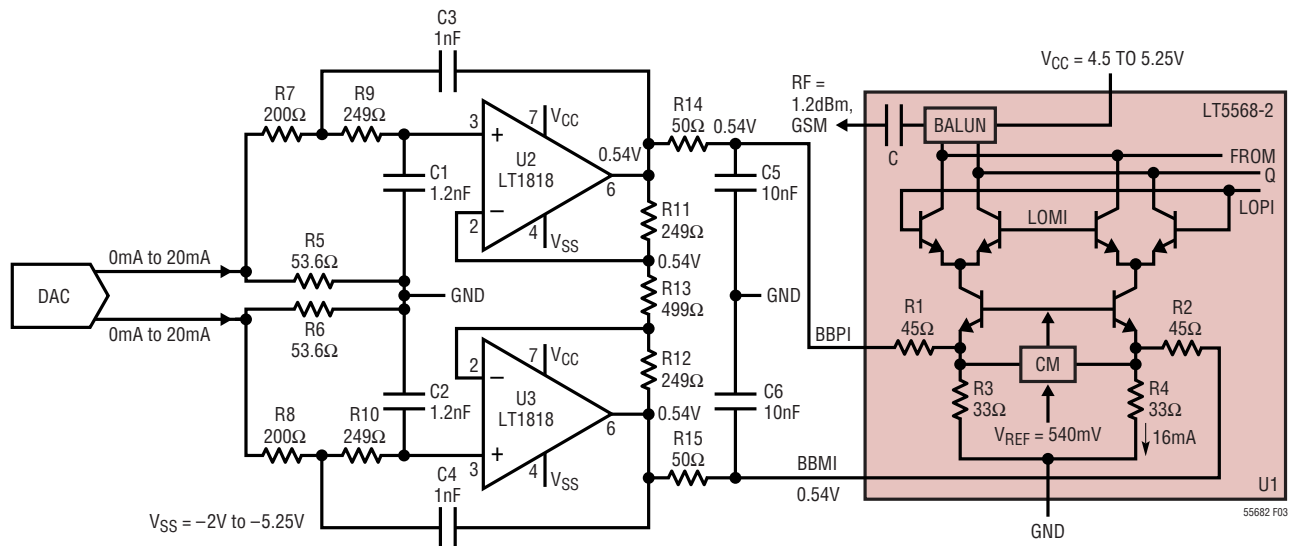 C3
1nF
R7
200Ω
R9
249Ω
3
+
7
VCC
U2
LT1818
0.54V
6
−
2
4
VSS
C1
1.2nF
R14
50Ω
0.54V
C5
10nF
R11
249Ω
0.54V
R13
499Ω
DAC
0mA to 20mA
0mA to 20mA
R5
53.6Ω
GND
R6
53.6Ω
GND
C2
1.2nF
R8
200Ω
R10
249Ω
2
−
7
VCC
U3
LT1818
6
+
3
4
VSS
R12
249Ω
0.54V
R15
50Ω
C6
10nF
C4
1nF
VSS = −2V to −5.25V
RF =
1.2dBm,
GSM
C
VCC = 4.5 TO 5.25V
BALUN
LT5568-2
FROM
Q
LOPI
LOMI
BBPI
R1
45Ω
R2
45Ω
CM
R3
33Ω
R4
33Ω
VREF = 540mV
16mA
BBMI
0.54V
U1
GND
55682 F03